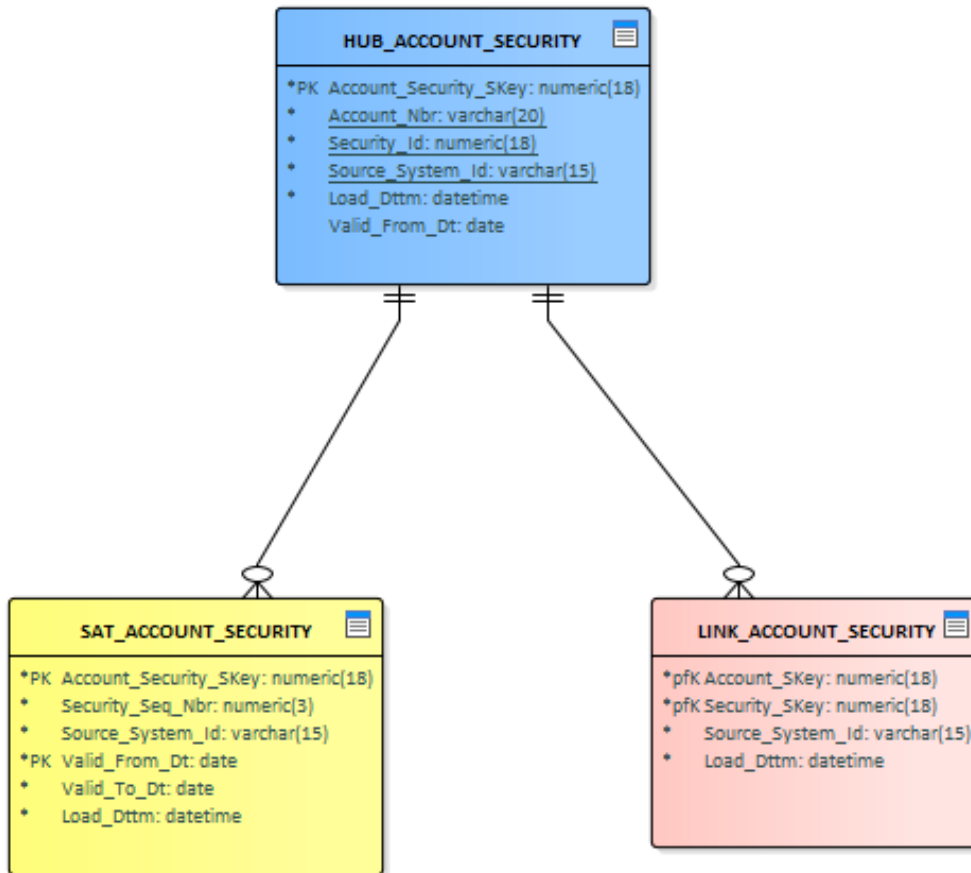 HUB_ACCOUNT_SECURITY
*PK Account_Security_SKey: numeric(18)
* Account_Nbr: varchar(20)
* Security_Id: numeric(18)
* Source_System_Id: varchar(15)
* Load_Dttm: datetime
Valid_From_Dt: date
SAT_ACCOUNT_SECURITY
*PK Account_Security_SKey: numeric(18)
* Security_Seq_Nbr: numeric(3)
* Source_System_Id: varchar(15)
*PK Valid_From_Dt: date
* Valid_To_Dt: date
* Load_Dttm: datetime
LINK_ACCOUNT_SECURITY
*pfK Account_SKey: numeric(18)
*pfK Security_SKey: numeric(18)
* Source_System_Id: varchar(15)
* Load_Dttm: datetime